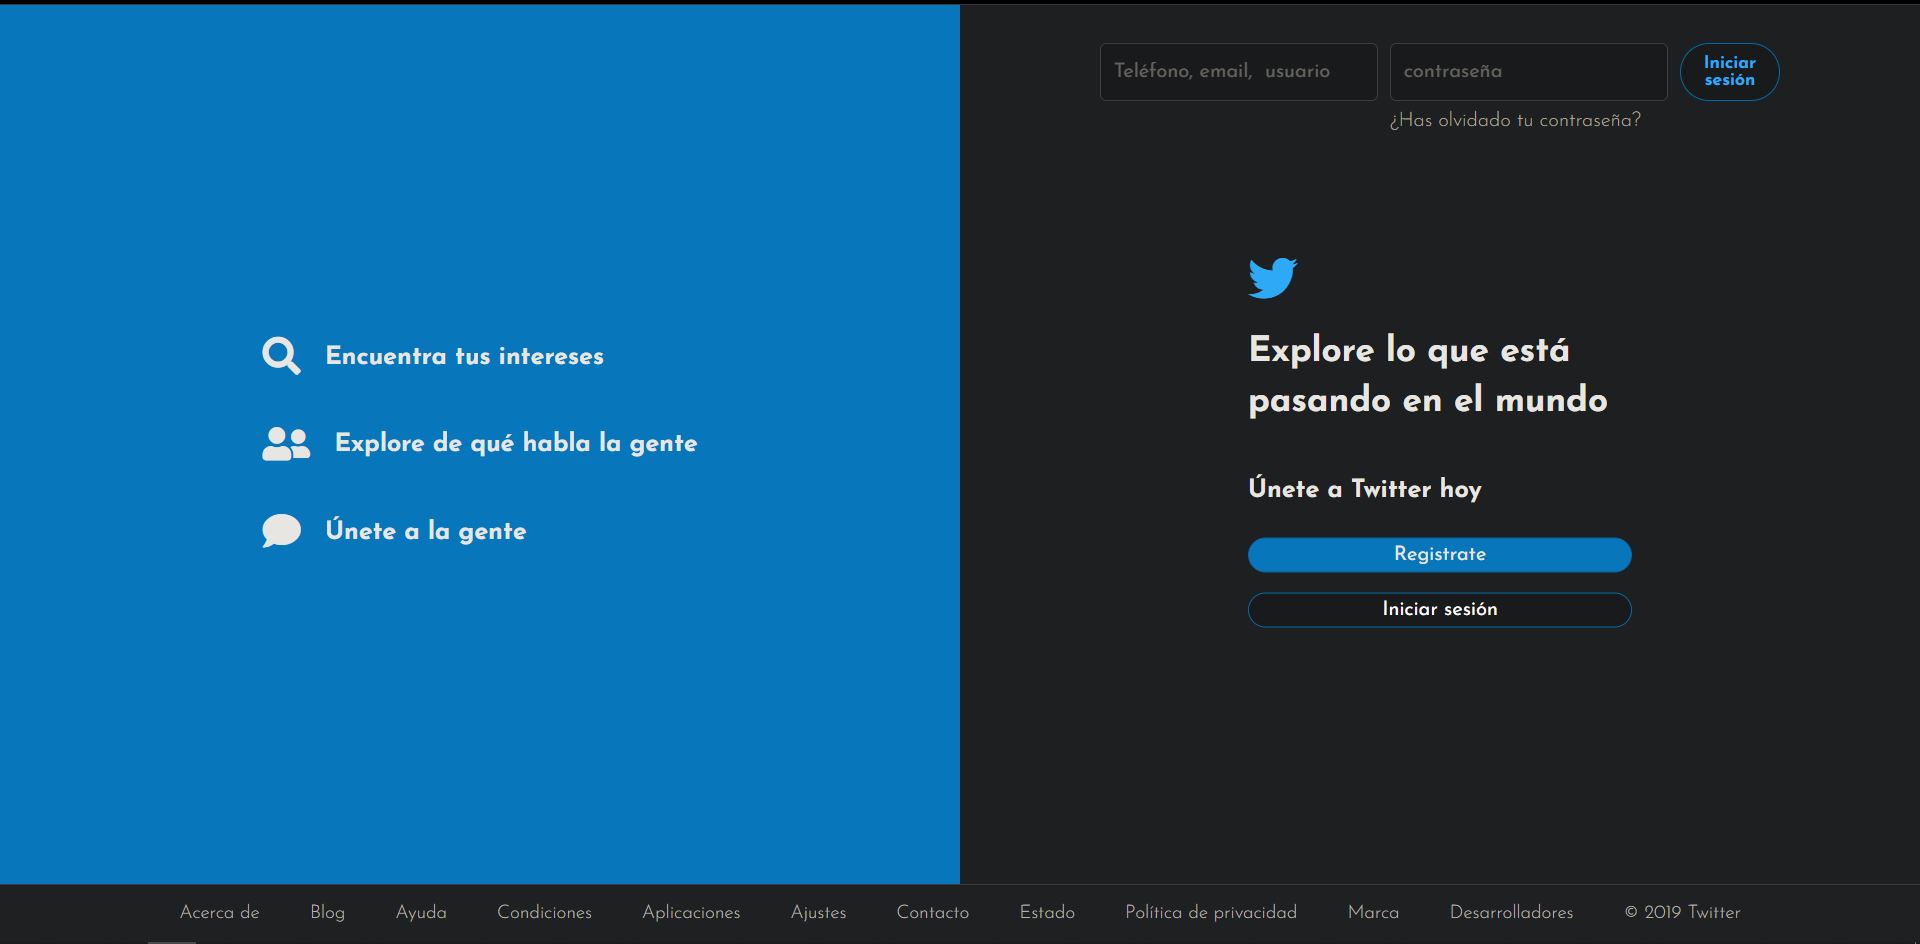 Teléfono, email,  usuario
contraseña
Iniciar
sesión
¿Has olvidado tu contraseña?
Encuentra tus intereses
Explore de qué habla la gente
Únete a la gente
Explore lo que está
pasando en el mundo
Únete a Twitter hoy
Registrate
Iniciar sesión
Acerca de
Blog
Ayuda
Condiciones
Aplicaciones
Ajustes
Contacto
Estado
Política de privacidad
Marca
Desarrolladores
© 2019 Twitter